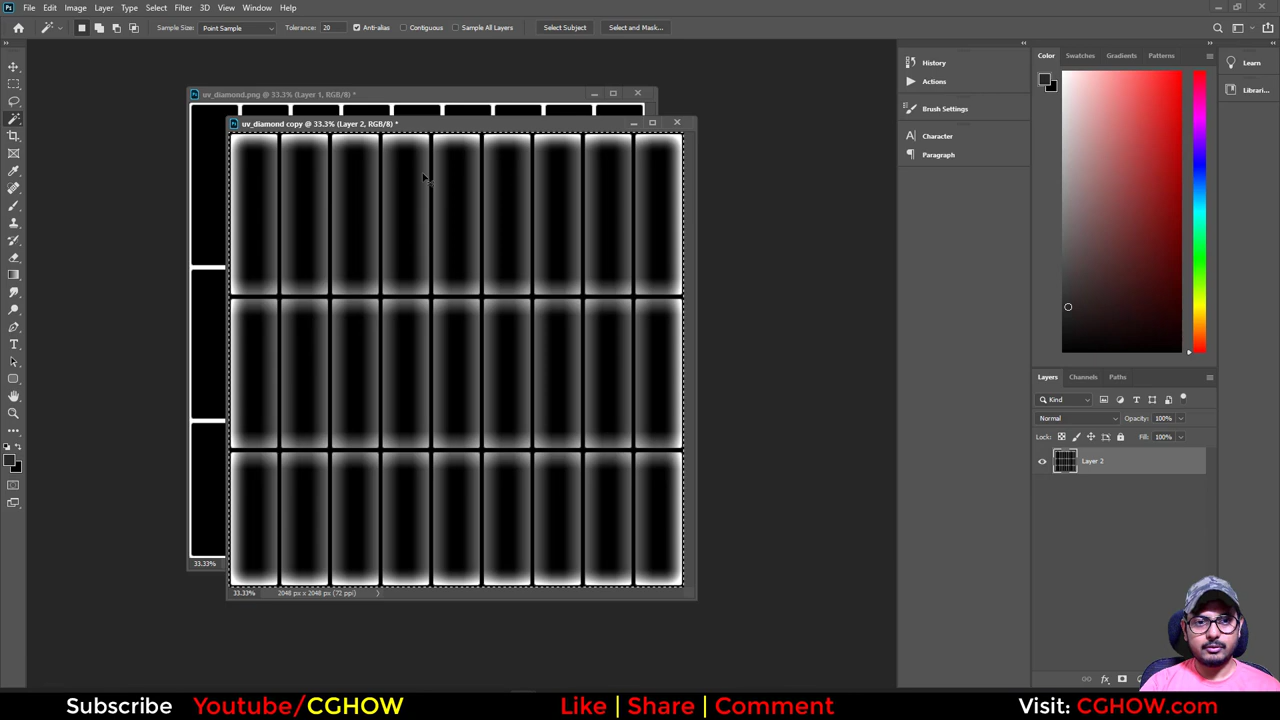 Ps File Edit Image Layer Type Select Filter 3D View Window Help
Sample Size: Point Sample Tolerance: 20 Anti-alias Contiguous Sample All Layers Select Subject Select and Mask...
uv_diamond.png @ 33.3% (Layer 1, RGB/8) *
uv_diamond copy @ 33.3% (Layer 2, RGB/8) *
33.33%
33.33% 2048 px x 2048 px (72 ppi)
History
Actions
Brush Settings
Character
Paragraph
Color Swatches Gradients Patterns
Learn
Librari...
Layers Channels Paths
Kind
Normal Opacity: 100%
Lock: Fill: 100%
Layer 2
Subscribe Youtube/CGHOW Like | Share | Comment Visit: CGHOW.com